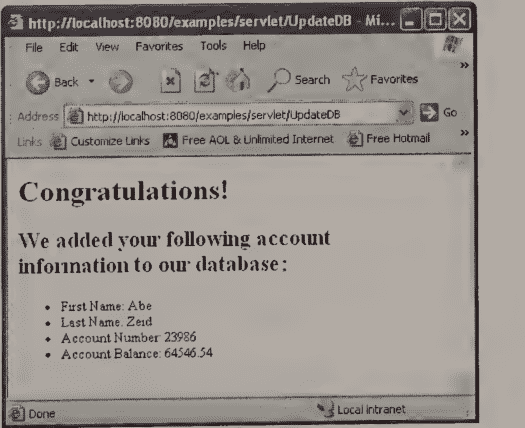 http://localhost:8080/examples/servlet/UpdateDB - Mi...
File Edit View Favorites Tools Help
Back Search Favorites
Address http://localhost:8080/examples/servlet/UpdateDB Go
Links Customize Links Free AOL & Unlimited Internet Free Hotmail
Congratulations!
We added your following account
information to our database:
• First Name: Abe
• Last Name: Zeid
• Account Number 23986
• Account Balance: 64546.54
Done Local intranet